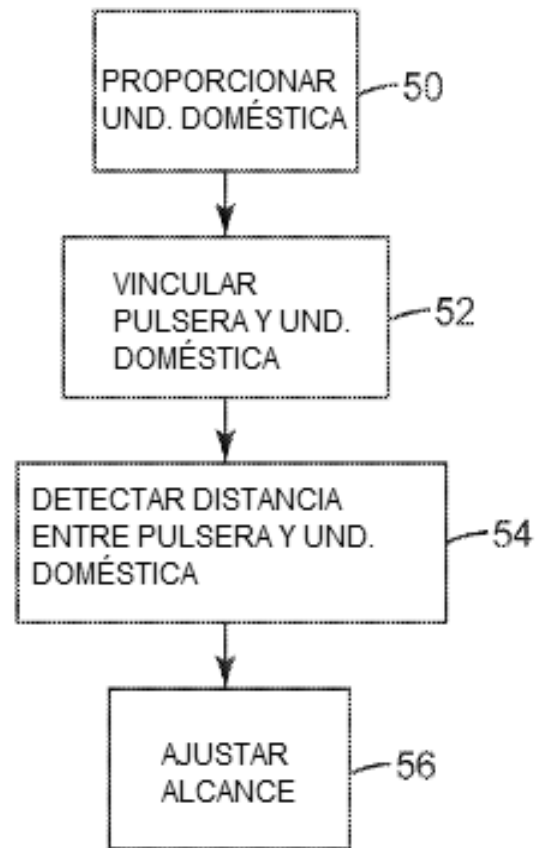 PROPORCIONAR
UND. DOMÉSTICA
50
VINCULAR
PULSERA Y UND.
DOMÉSTICA
52
DETECTAR DISTANCIA
ENTRE PULSERA Y UND.
DOMÉSTICA
54
AJUSTAR
ALCANCE
56